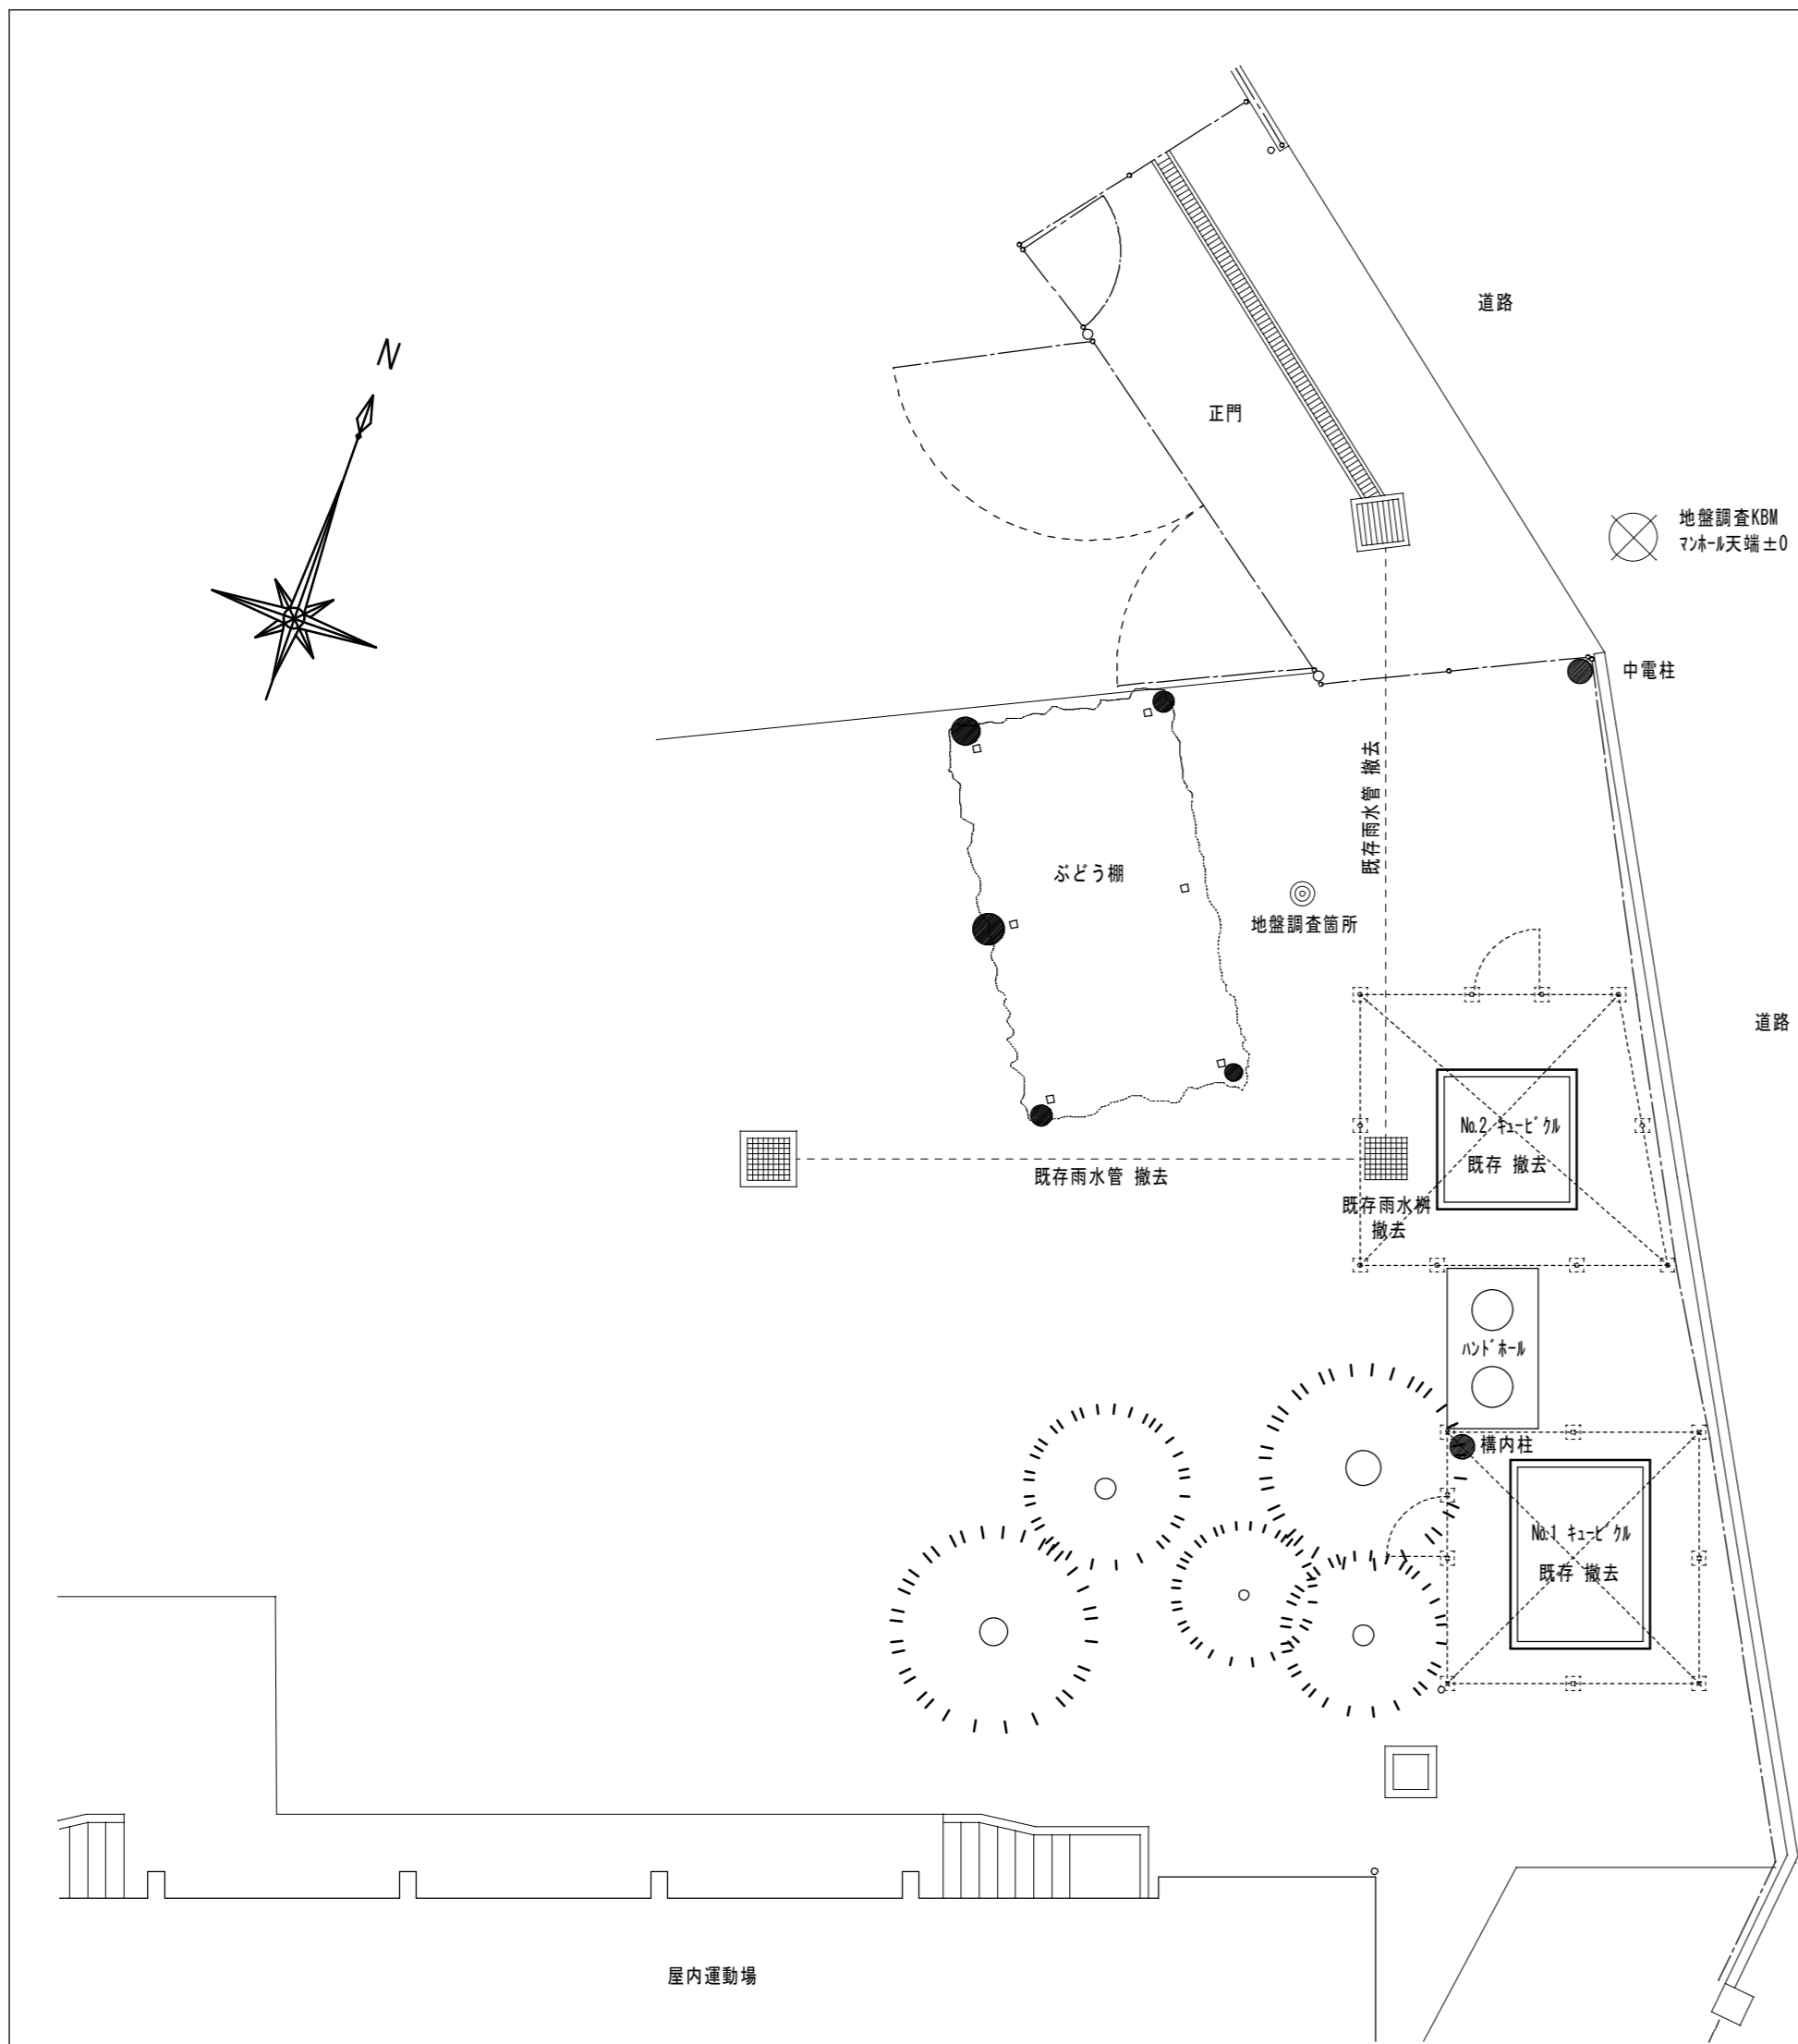 N
道路
正門
地盤調査KBM
ﾏﾝﾎｰﾙ天端±0
中電柱
既存雨水管 撤去
ぶどう棚
地盤調査箇所
道路
No.2 ｷｭｰﾋﾞｸﾙ
既存 撤去
既存雨水管 撤去
既存雨水桝
撤去
ﾊﾝﾄﾞﾎｰﾙ
構内柱
No.1 ｷｭｰﾋﾞｸﾙ
既存 撤去
屋内運動場